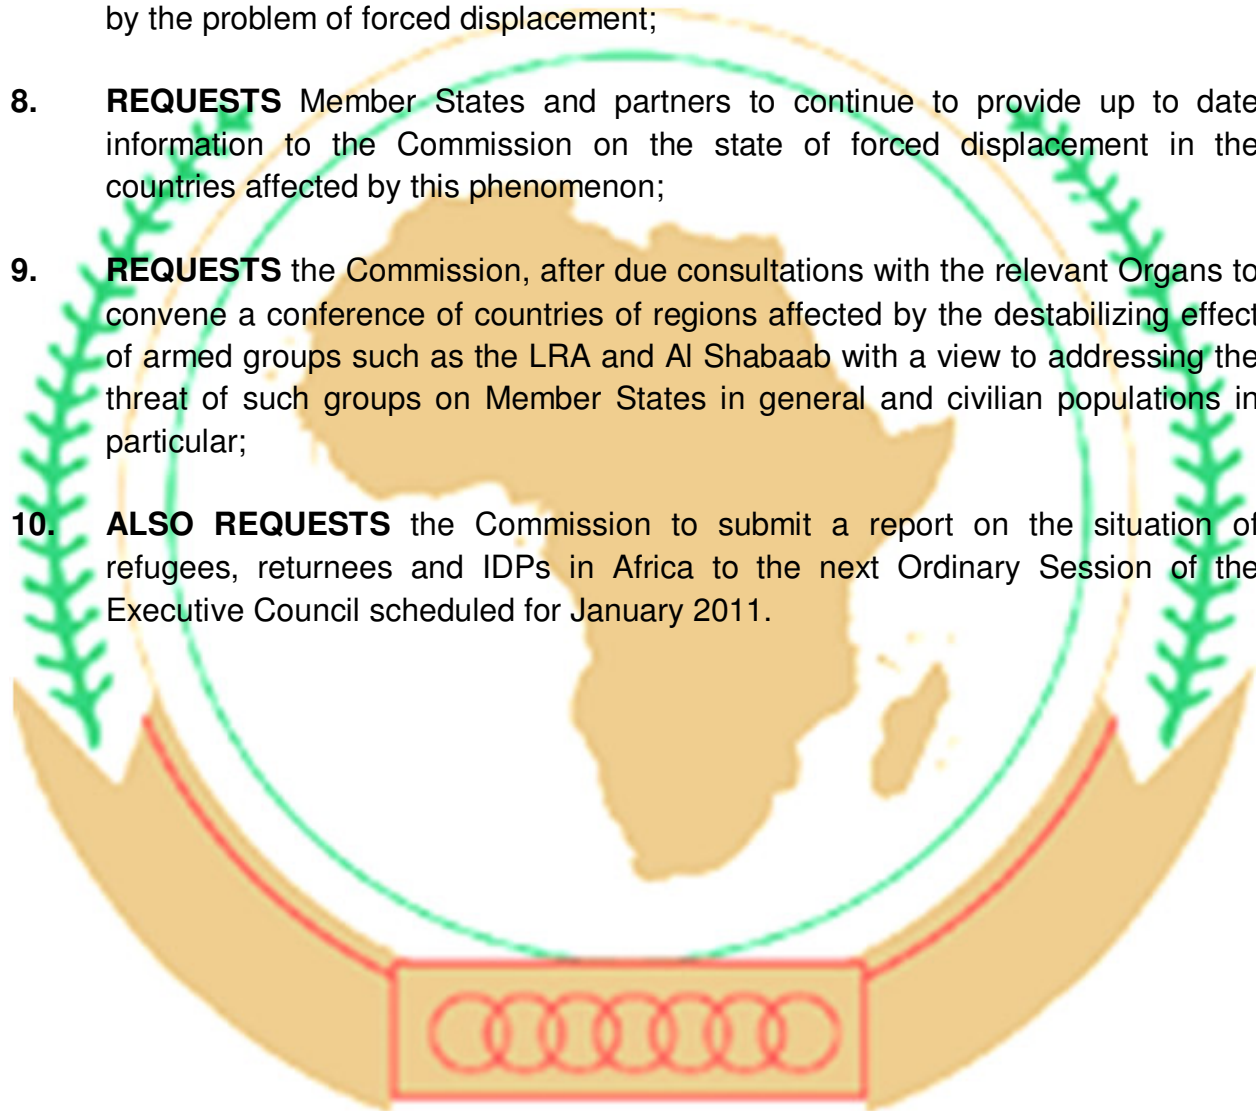 by the problem of forced displacement;
8. REQUESTS Member States and partners to continue to provide up to date
information to the Commission on the state of forced displacement in the
countries affected by this phenomenon;
9. REQUESTS the Commission, after due consultations with the relevant Organs to
convene a conference of countries of regions affected by the destabilizing effect
of armed groups such as the LRA and Al Shabaab with a view to addressing the
threat of such groups on Member States in general and civilian populations in
particular;
10. ALSO REQUESTS the Commission to submit a report on the situation of
refugees, returnees and IDPs in Africa to the next Ordinary Session of the
Executive Council scheduled for January 2011.